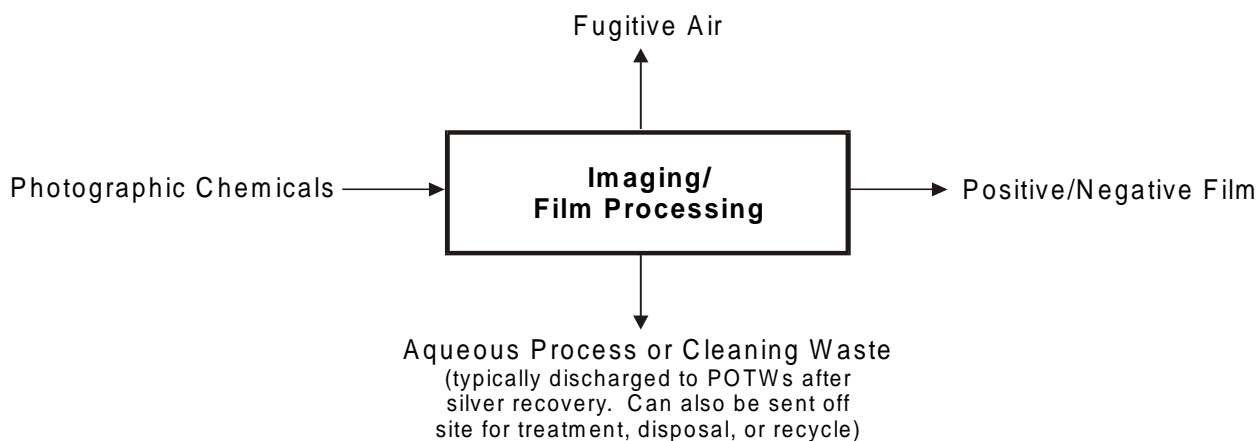 Fugitive Air
Photographic Chemicals
Imaging/
Film Processing
Positive/Negative Film
Aqueous Process or Cleaning Waste
(typically discharged to POTWs after
silver recovery. Can also be sent off
site for treatment, disposal, or recycle)